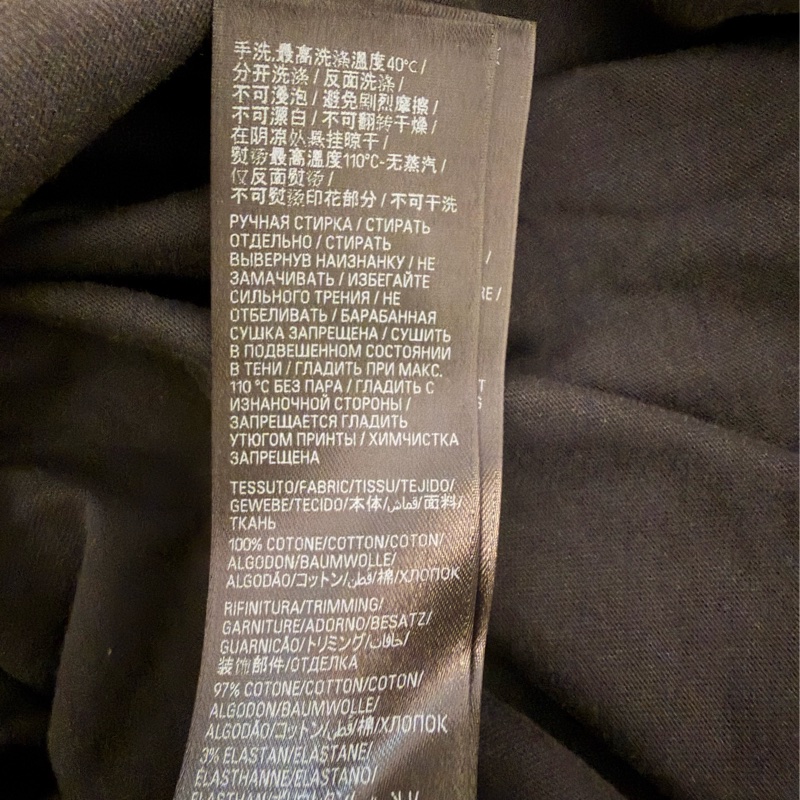 手洗,最高洗涤温度40°C/
分开洗涤/反面洗涤/
不可浸泡/避免剧烈摩擦/
不可漂白/不可翻转干燥/
在阴凉处悬挂晾干/
熨烫最高温度110°C-无蒸汽/
仅反面熨烫/
不可熨烫印花部分/不可干洗
РУЧНАЯ СТИРКА / СТИРАТЬ
ОТДЕЛЬНО / СТИРАТЬ
ВЫВЕРНУВ НАИЗНАНКУ / НЕ
ЗАМАЧИВАТЬ / ИЗБЕГАЙТЕ
СИЛЬНОГО ТРЕНИЯ / НЕ
ОТБЕЛИВАТЬ / БАРАБАННАЯ
СУШКА ЗАПРЕЩЕНА / СУШИТЬ
В ПОДВЕШЕННОМ СОСТОЯНИИ
В ТЕНИ / ГЛАДИТЬ ПРИ МАКС.
110 °C БЕЗ ПАРА / ГЛАДИТЬ С
ИЗНАНОЧНОЙ СТОРОНЫ /
ЗАПРЕЩАЕТСЯ ГЛАДИТЬ
УТЮГОМ ПРИНТЫ / ХИМЧИСТКА
ЗАПРЕЩЕНА
TESSUTO/FABRIC/TISSU/TEJIDO/
GEWEBE/TECIDO/本体/قماش/面料/
ТКАНЬ
100% COTONE/COTTON/COTON/
ALGODON/BAUMWOLLE/
ALGODÃO/コットン/قطن/棉/ХЛОПОК
RIFINITURA/TRIMMING/
GARNITURE/ADORNO/BESATZ/
GUARNICÃO/トリミング/حافات/
装饰部件/ОТДЕЛКА
97% COTONE/COTTON/COTON/
ALGODON/BAUMWOLLE/
ALGODÃO/コットン/قطن/棉/ХЛОПОК
3% ELASTAN/ELASTANE/
ELASTHANNE/ELASTANO/